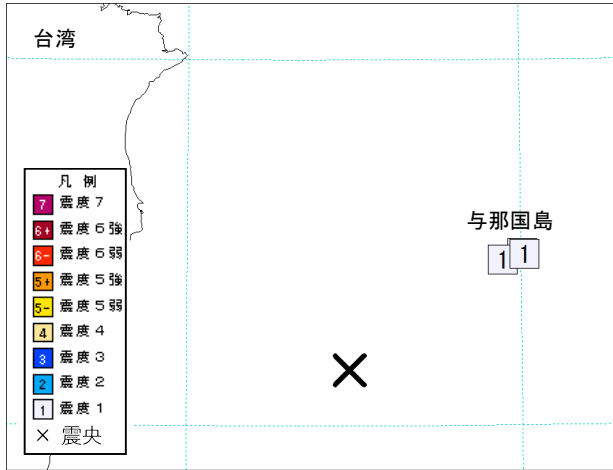 台湾
凡例
7 震度７
6+ 震度６強
6- 震度６弱
5+ 震度５強
5- 震度５弱
4 震度４
3 震度３
2 震度２
1 震度１
× 震央
与那国島
1 1